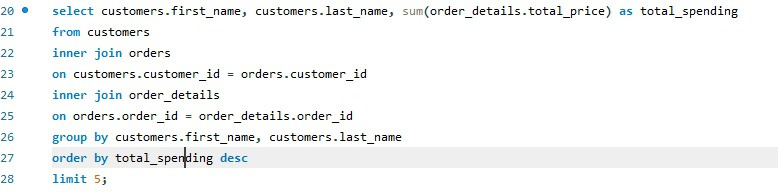 20 select customers.first_name, customers.last_name, sum(order_details.total_price) as total_spending
21 from customers
22 inner join orders
23 on customers.customer_id = orders.customer_id
24 inner join order_details
25 on orders.order_id = order_details.order_id
26 group by customers.first_name, customers.last_name
27 order by total_spending desc
28 limit 5;